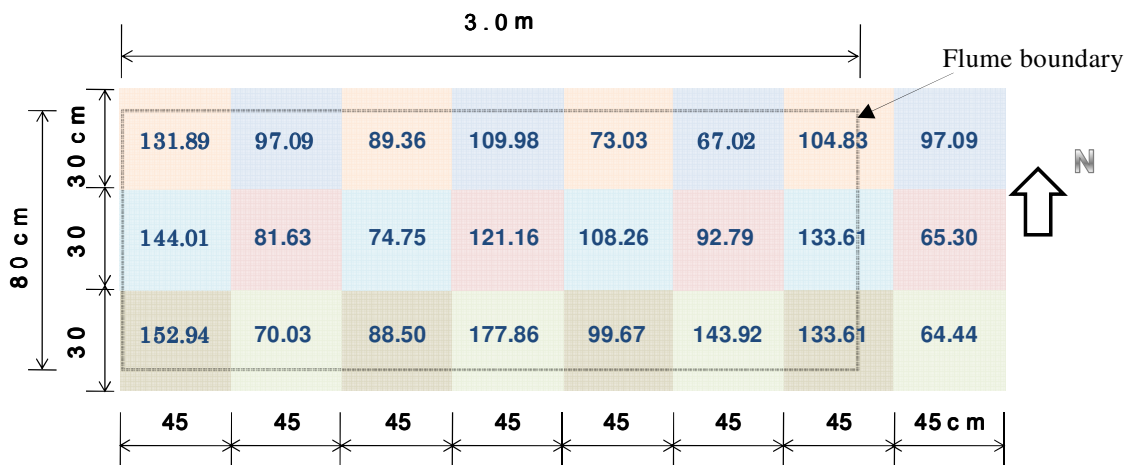 3.0m
Flume boundary
30cm
131.89 97.09 89.36 109.98 73.03 67.02 104.83 97.09
N
80cm
30
144.01 81.63 74.75 121.16 108.26 92.79 133.61 65.30
30
152.94 70.03 88.50 177.86 99.67 143.92 133.61 64.44
45 45 45 45 45 45 45 45cm